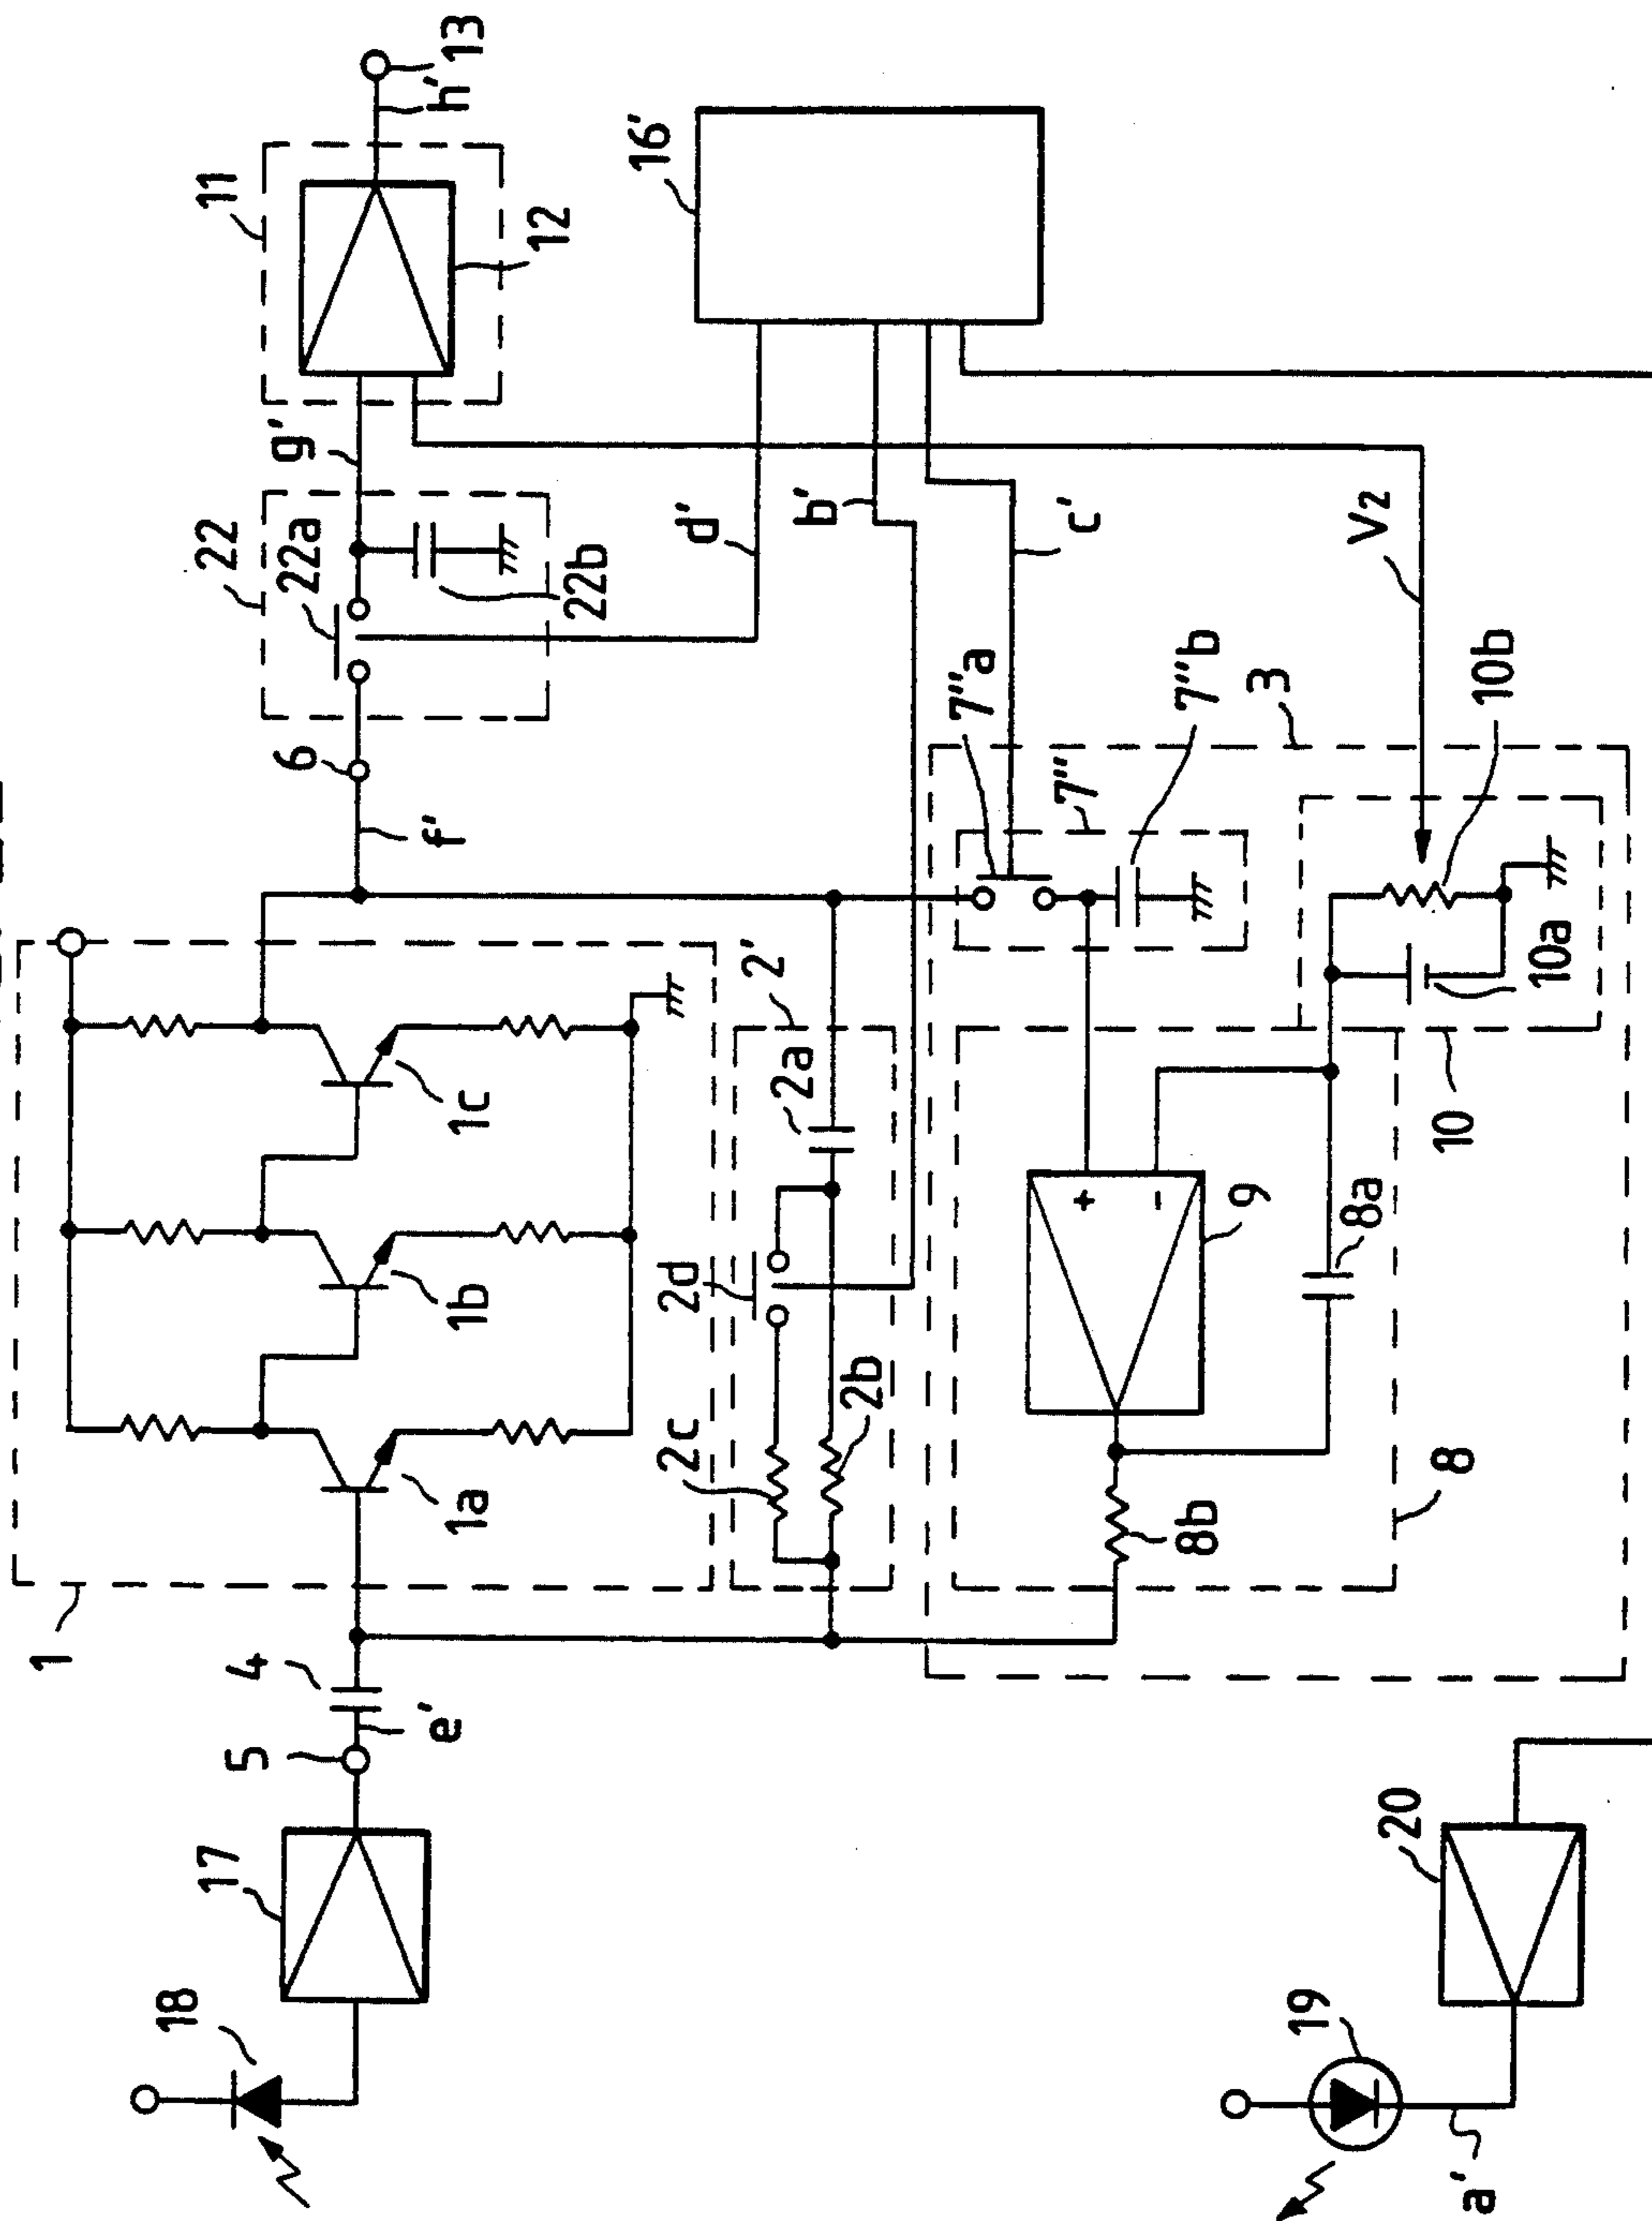 13
h'
11
12
16'
g'
22
22a
22b
d'
b'
c'
V2
6
f'
7''a
7''b
7''
3
10b
10a
10
1c
1b
1a
1
2'
2a
2d
2c
2b
+
-
9
8a
8b
8
4
e'
5
17
18
20
19
a'